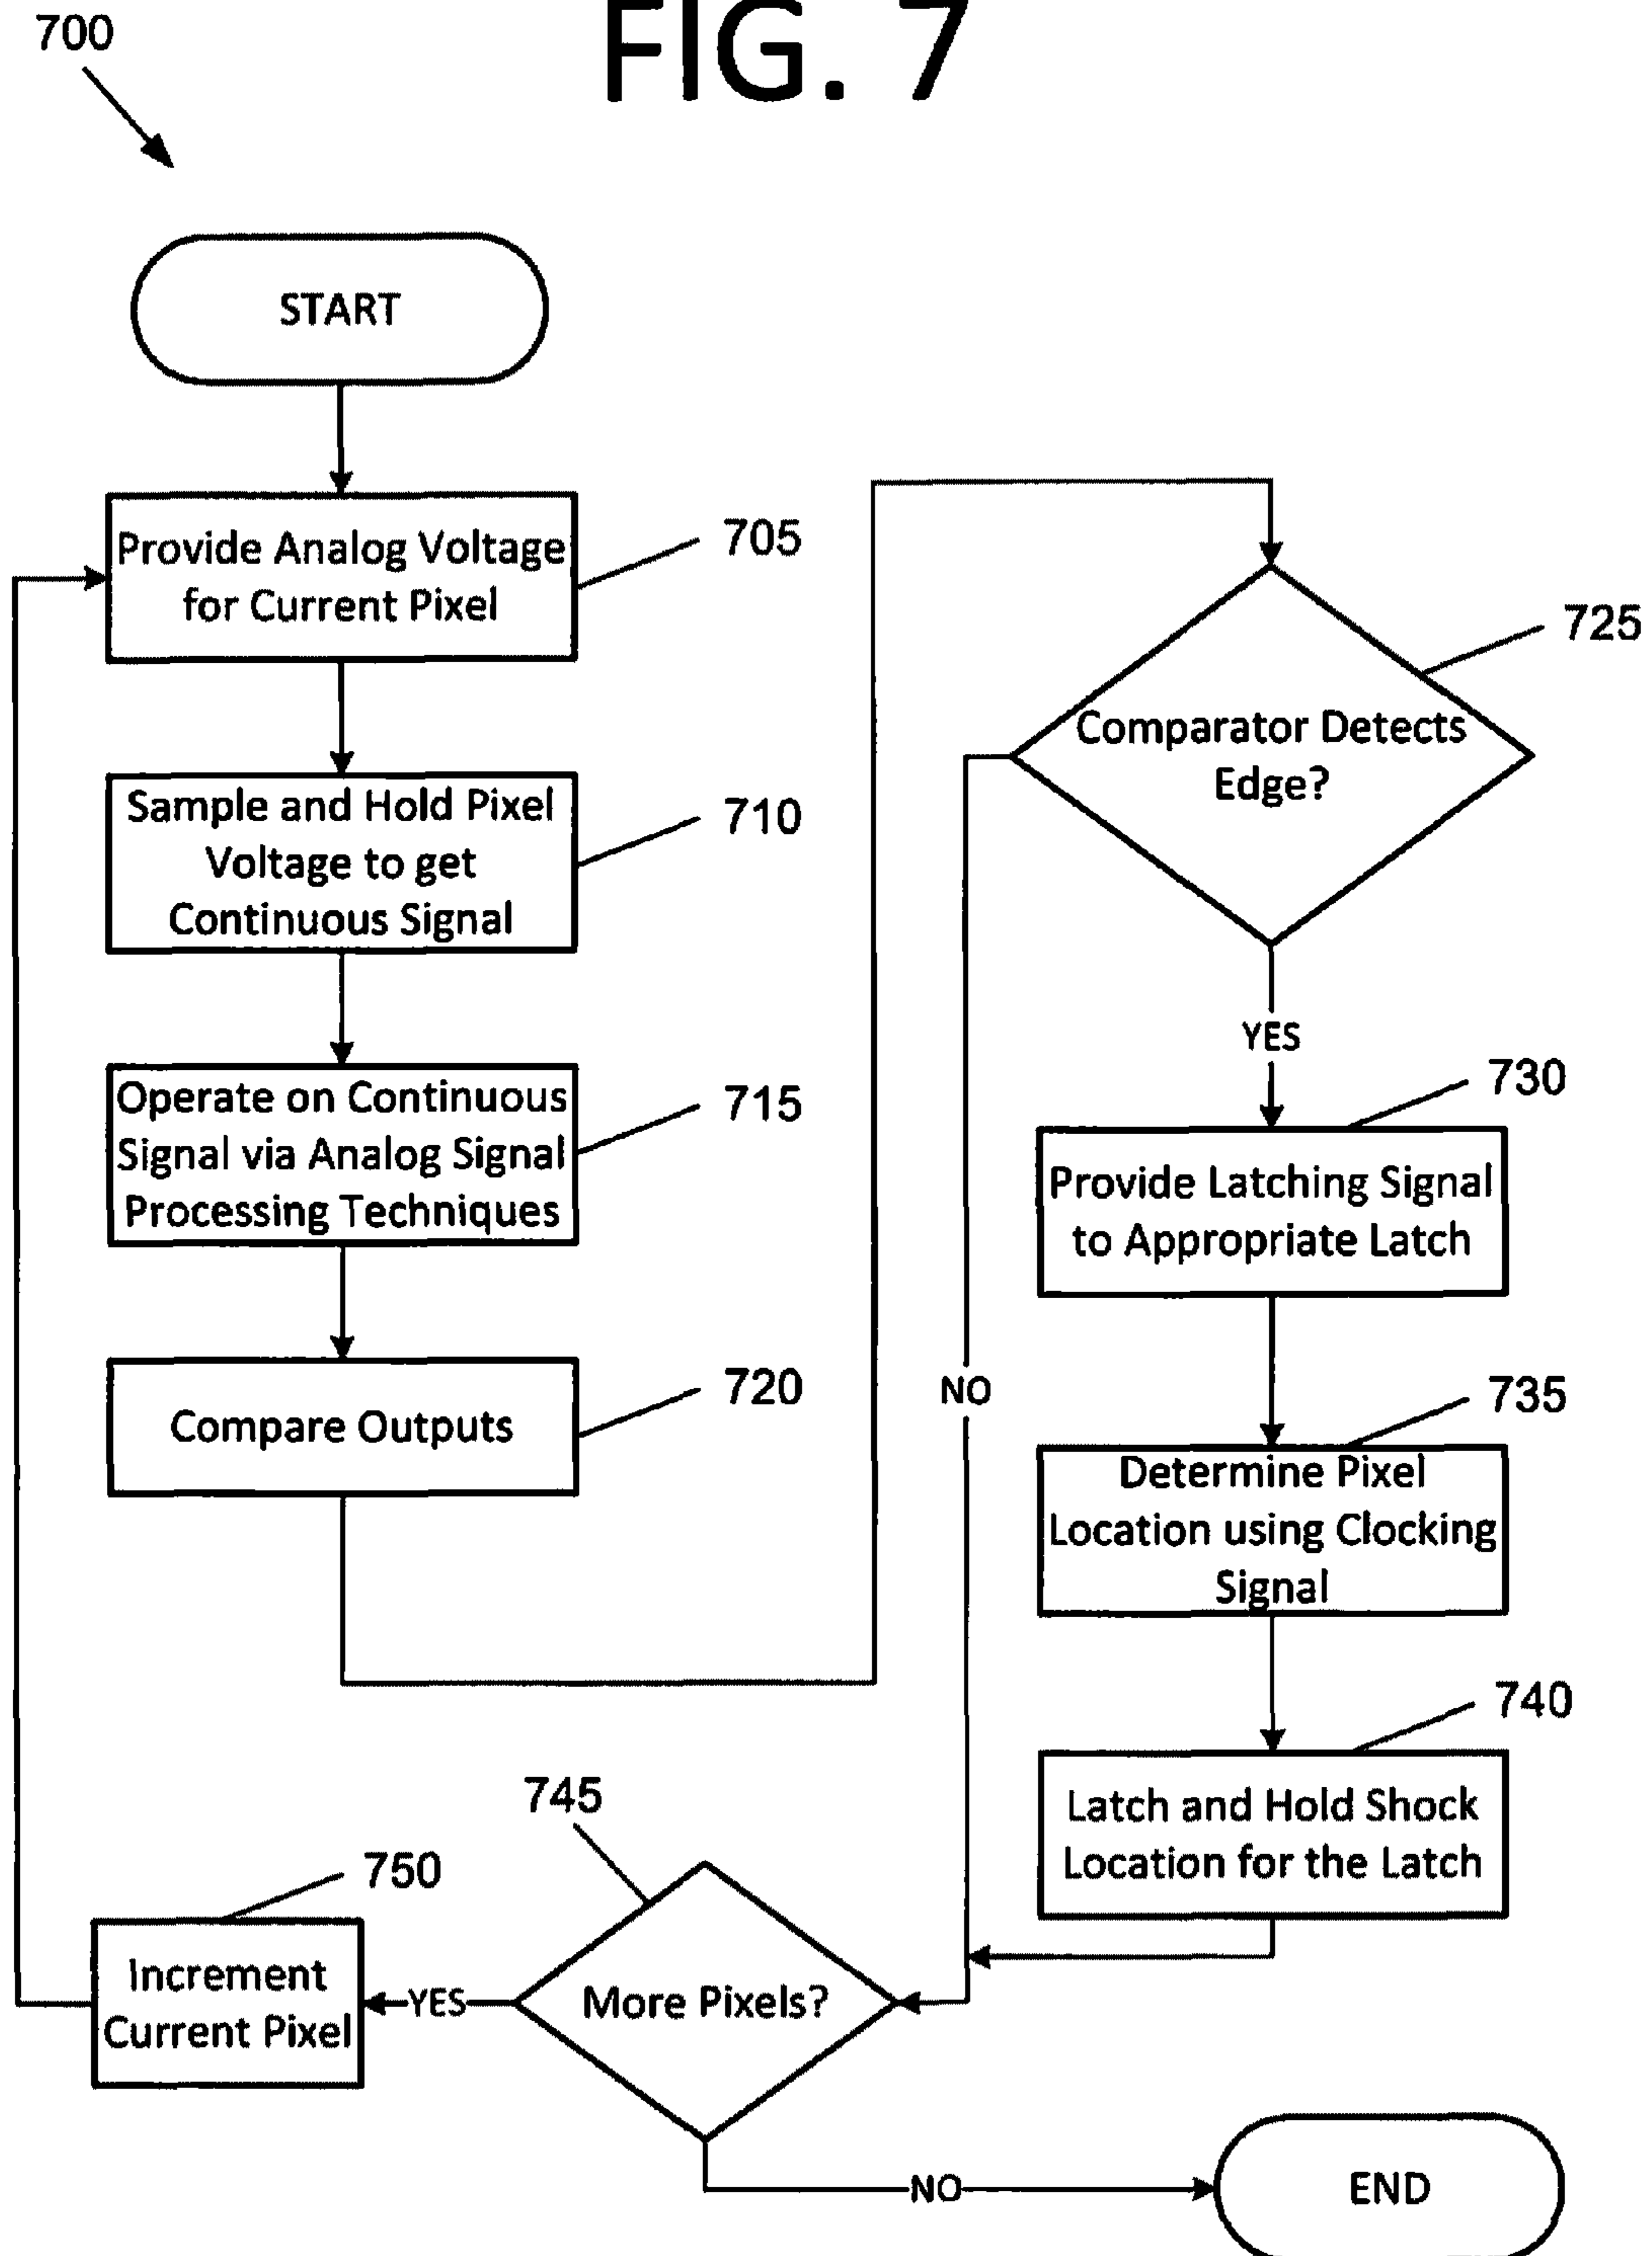 700
FIG. 7
START
Provide Analog Voltage
for Current Pixel
705
Sample and Hold Pixel
Voltage to get
Continuous Signal
710
Operate on Continuous
Signal via Analog Signal
Processing Techniques
715
Compare Outputs
720
Comparator Detects
Edge?
725
YES
NO
Provide Latching Signal
to Appropriate Latch
730
Determine Pixel
Location using Clocking
Signal
735
Latch and Hold Shock
Location for the Latch
740
More Pixels?
745
YES
Increment
Current Pixel
750
NO
END